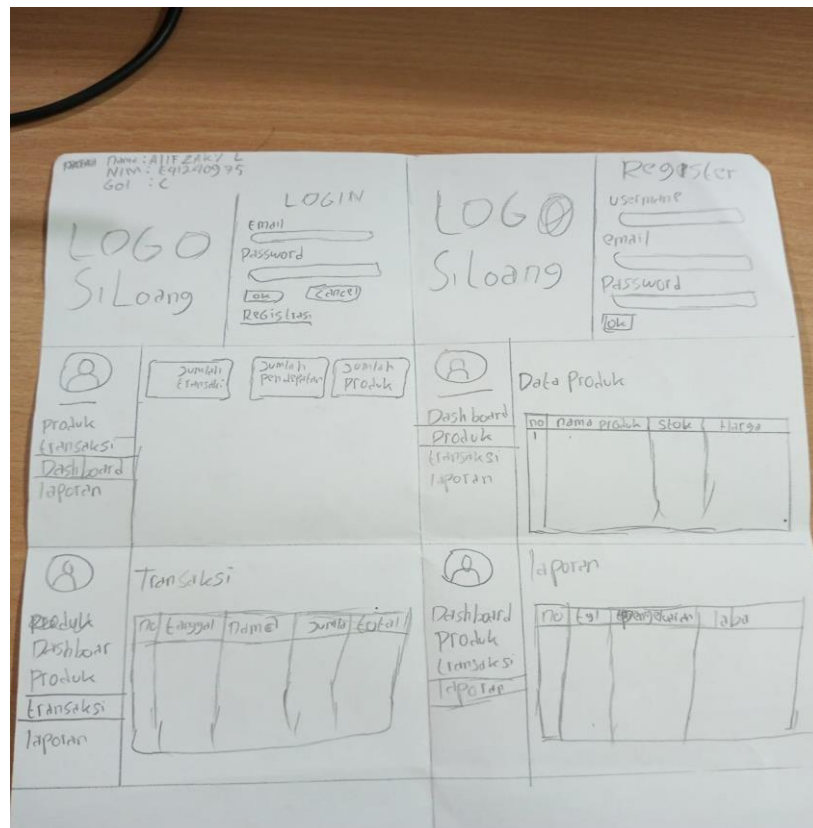 Nama : ALIF ZAKY L
NIM : E41240975
Gol : C
LOGO
SiLoang
LOGIN
Email
Password
OK
Cancel
Registrasi
LOGO
SiLoang
Register
username
email
Password
Ok
Produk
transaksi
Dashboard
laporan
Jumlah transaksi
Jumlah pendapatan
Jumlah Produk
Dashboard
Produk
transaksi
laporan
Data Produk
no nama produk Stok Harga
1
Produk
Dashboar
Produk
transaksi
laporan
Transaksi
no tanggal nama Jumla total
Dashboard
Produk
transaksi
laporan
laporan
no tgl pengeluaran laba